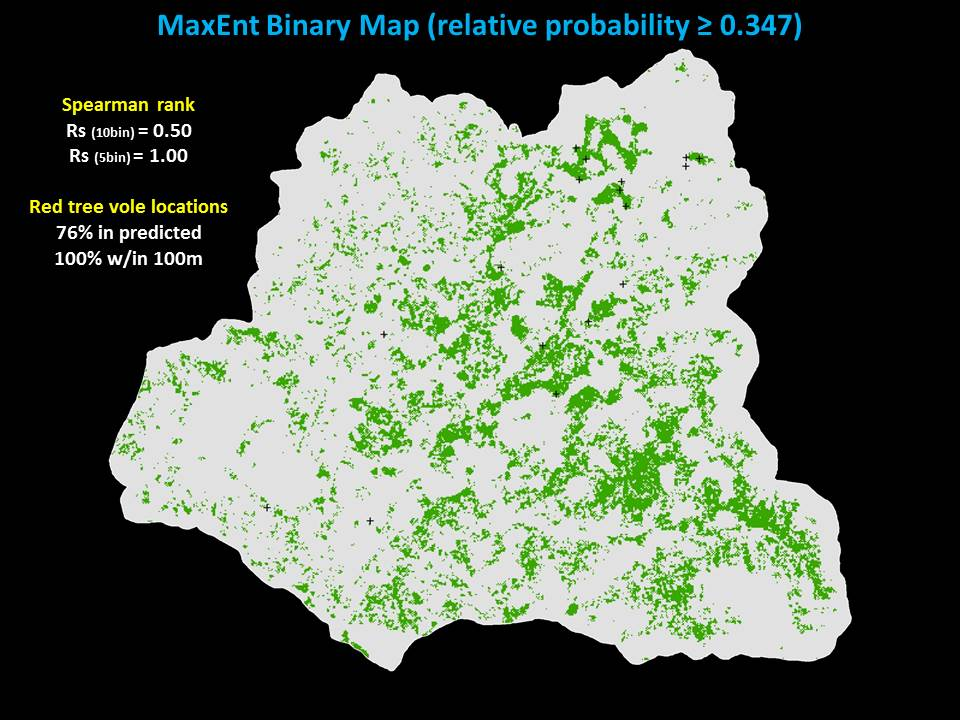 MaxEnt Binary Map (relative probability ≥ 0.347)
Spearman rank
Rs (10bin) = 0.50
Rs (5bin) = 1.00
Red tree vole locations
76% in predicted
100% w/in 100m